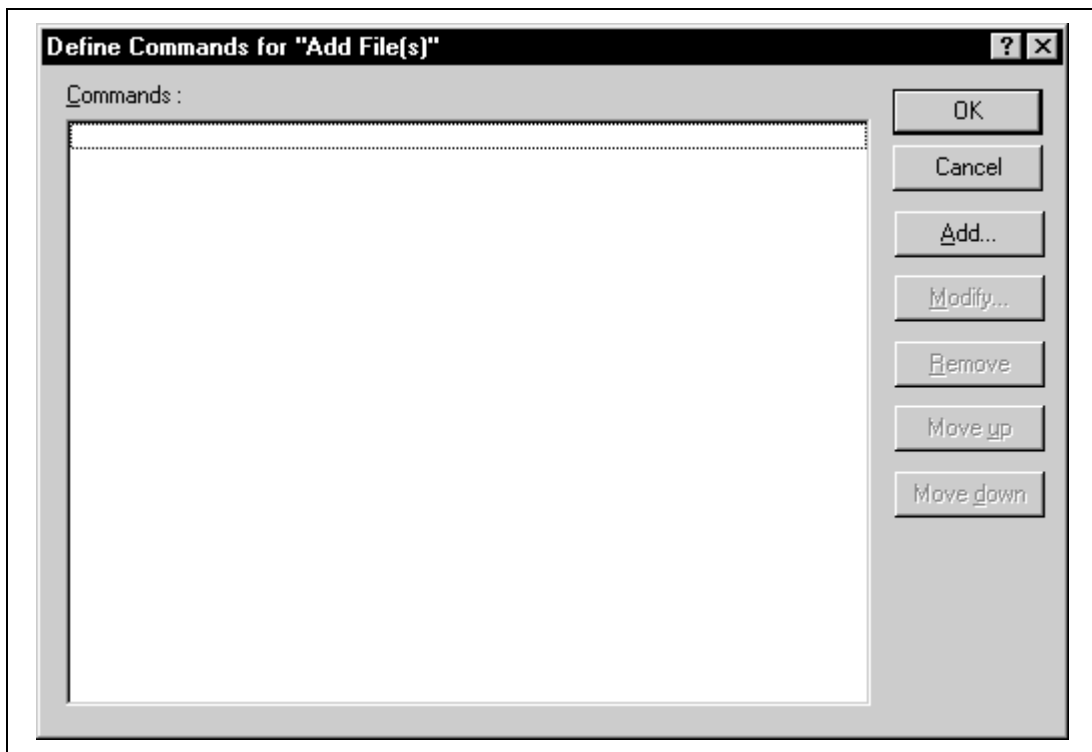 Define Commands for "Add File(s)"
Commands :
OK
Cancel
Add...
Modify...
Remove
Move up
Move down